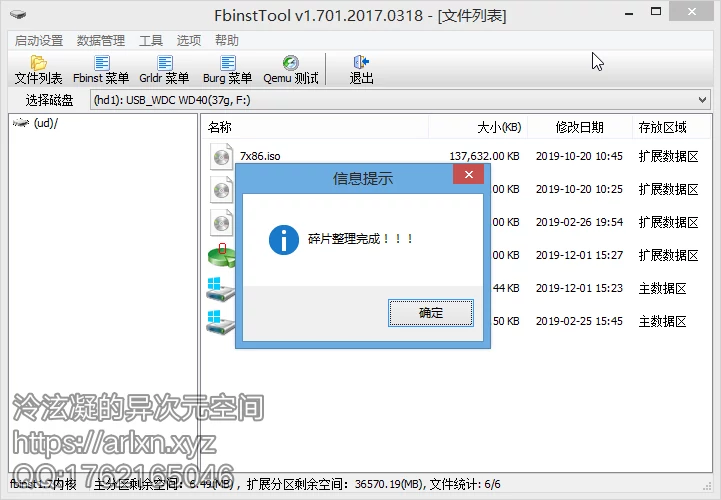 FbinstTool v1.701.2017.0318 - [文件列表]
启动设置 数据管理 工具 选项 帮助
文件列表 Fbinst 菜单 Grldr 菜单 Burg 菜单 Qemu 测试 退出
选择磁盘 (hd1): USB_WDC WD40(37g, F:)
(ud)/
名称 大小(KB) 修改日期 存放区域
7x86.iso 137,632.00 KB 2019-10-20 10:45 扩展数据区
00 KB 2019-10-20 10:25 扩展数据区
00 KB 2019-02-26 19:54 扩展数据区
00 KB 2019-12-01 15:27 扩展数据区
44 KB 2019-12-01 15:23 主数据区
50 KB 2019-02-25 15:45 主数据区
信息提示
碎片整理完成！！！
确定
泠泫凝的异次元空间
https://arlxn.xyz
QQ:1762165046
fbinst1.7内核 主分区剩余空间: 6.49(MB) , 扩展分区剩余空间: 36570.19(MB), 文件统计: 6/6